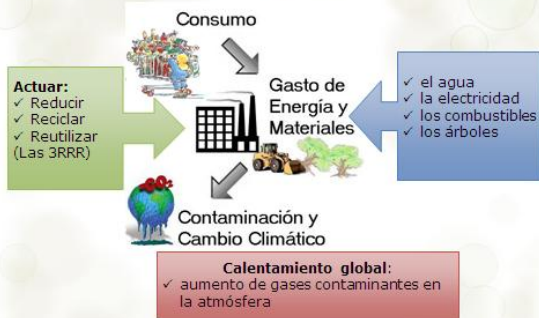 Consumo
Actuar:
✓ Reducir
✓ Reciclar
✓ Reutilizar
(Las 3RRR)
Gasto de
Energía y
Materiales
✓ el agua
✓ la electricidad
✓ los combustibles
✓ los árboles
CO2
Contaminación y
Cambio Climático
Calentamiento global:
✓ aumento de gases contaminantes en
la atmósfera